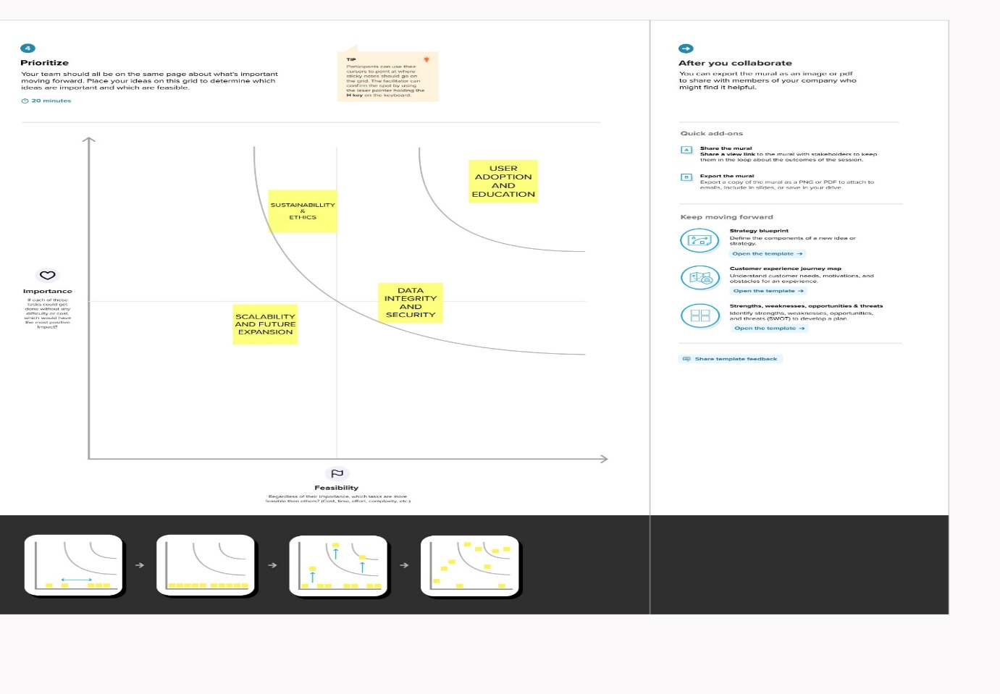 4
Prioritize
Your team should all be on the same page about what's important
moving forward. Place your ideas on this grid to determine which
ideas are important and which are feasible.
20 minutes
TIP
Participants can use their
cursors to point at where
sticky notes should go on
the grid. The facilitator can
confirm the spot by using
the laser pointer holding the
H key on the keyboard.
USER
ADOPTION
AND
EDUCATION
SUSTAINABILLITY
&
ETHICS
DATA
INTEGRITY
AND
SECURITY
SCALABILITY
AND FUTURE
EXPANSION
Importance
If each of these
tasks could get
done without any
difficulty or cost,
which would have
the most positive
impact?
Feasibility
Regardless of their importance, which tasks are more
feasible than others? (Cost, time, effort, complexity, etc.)
After you collaborate
You can export the mural as an image or pdf
to share with members of your company who
might find it helpful.
Quick add-ons
A
Share the mural
Share a view link to the mural with stakeholders to keep
them in the loop about the outcomes of the session.
B
Export the mural
Export a copy of the mural as a PNG or PDF to attach to
emails, include in slides, or save in your drive.
Keep moving forward
Strategy blueprint
Define the components of a new idea or
strategy.
Open the template →
Customer experience journey map
Understand customer needs, motivations, and
obstacles for an experience.
Open the template →
Strengths, weaknesses, opportunities & threats
Identify strengths, weaknesses, opportunities,
and threats (SWOT) to develop a plan.
Open the template →
Share template feedback